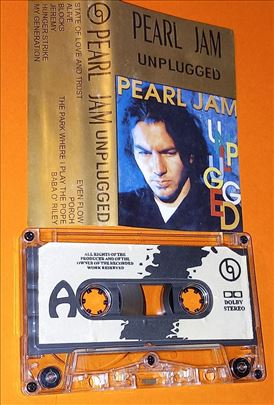 PEARL JAM
UNPLUGGED
PEARL JAM UNPLUGGED
STATE OF LOVE AND TRUST
ALIVE
BLOCKS
JEREMY
HUNGER STRIKE
MY GENERATION
EVEN FLOW
PORCH
THE PARK WHERE I PLAY THE POPE
BABA O' RILEY
PEARL JAM
UNPLUGGED
ALL RIGHTS OF THE
PRODUCER AND OF THE
OWNER OF THE RECORDED
WORK RESERVED
A
DOLBY
STEREO